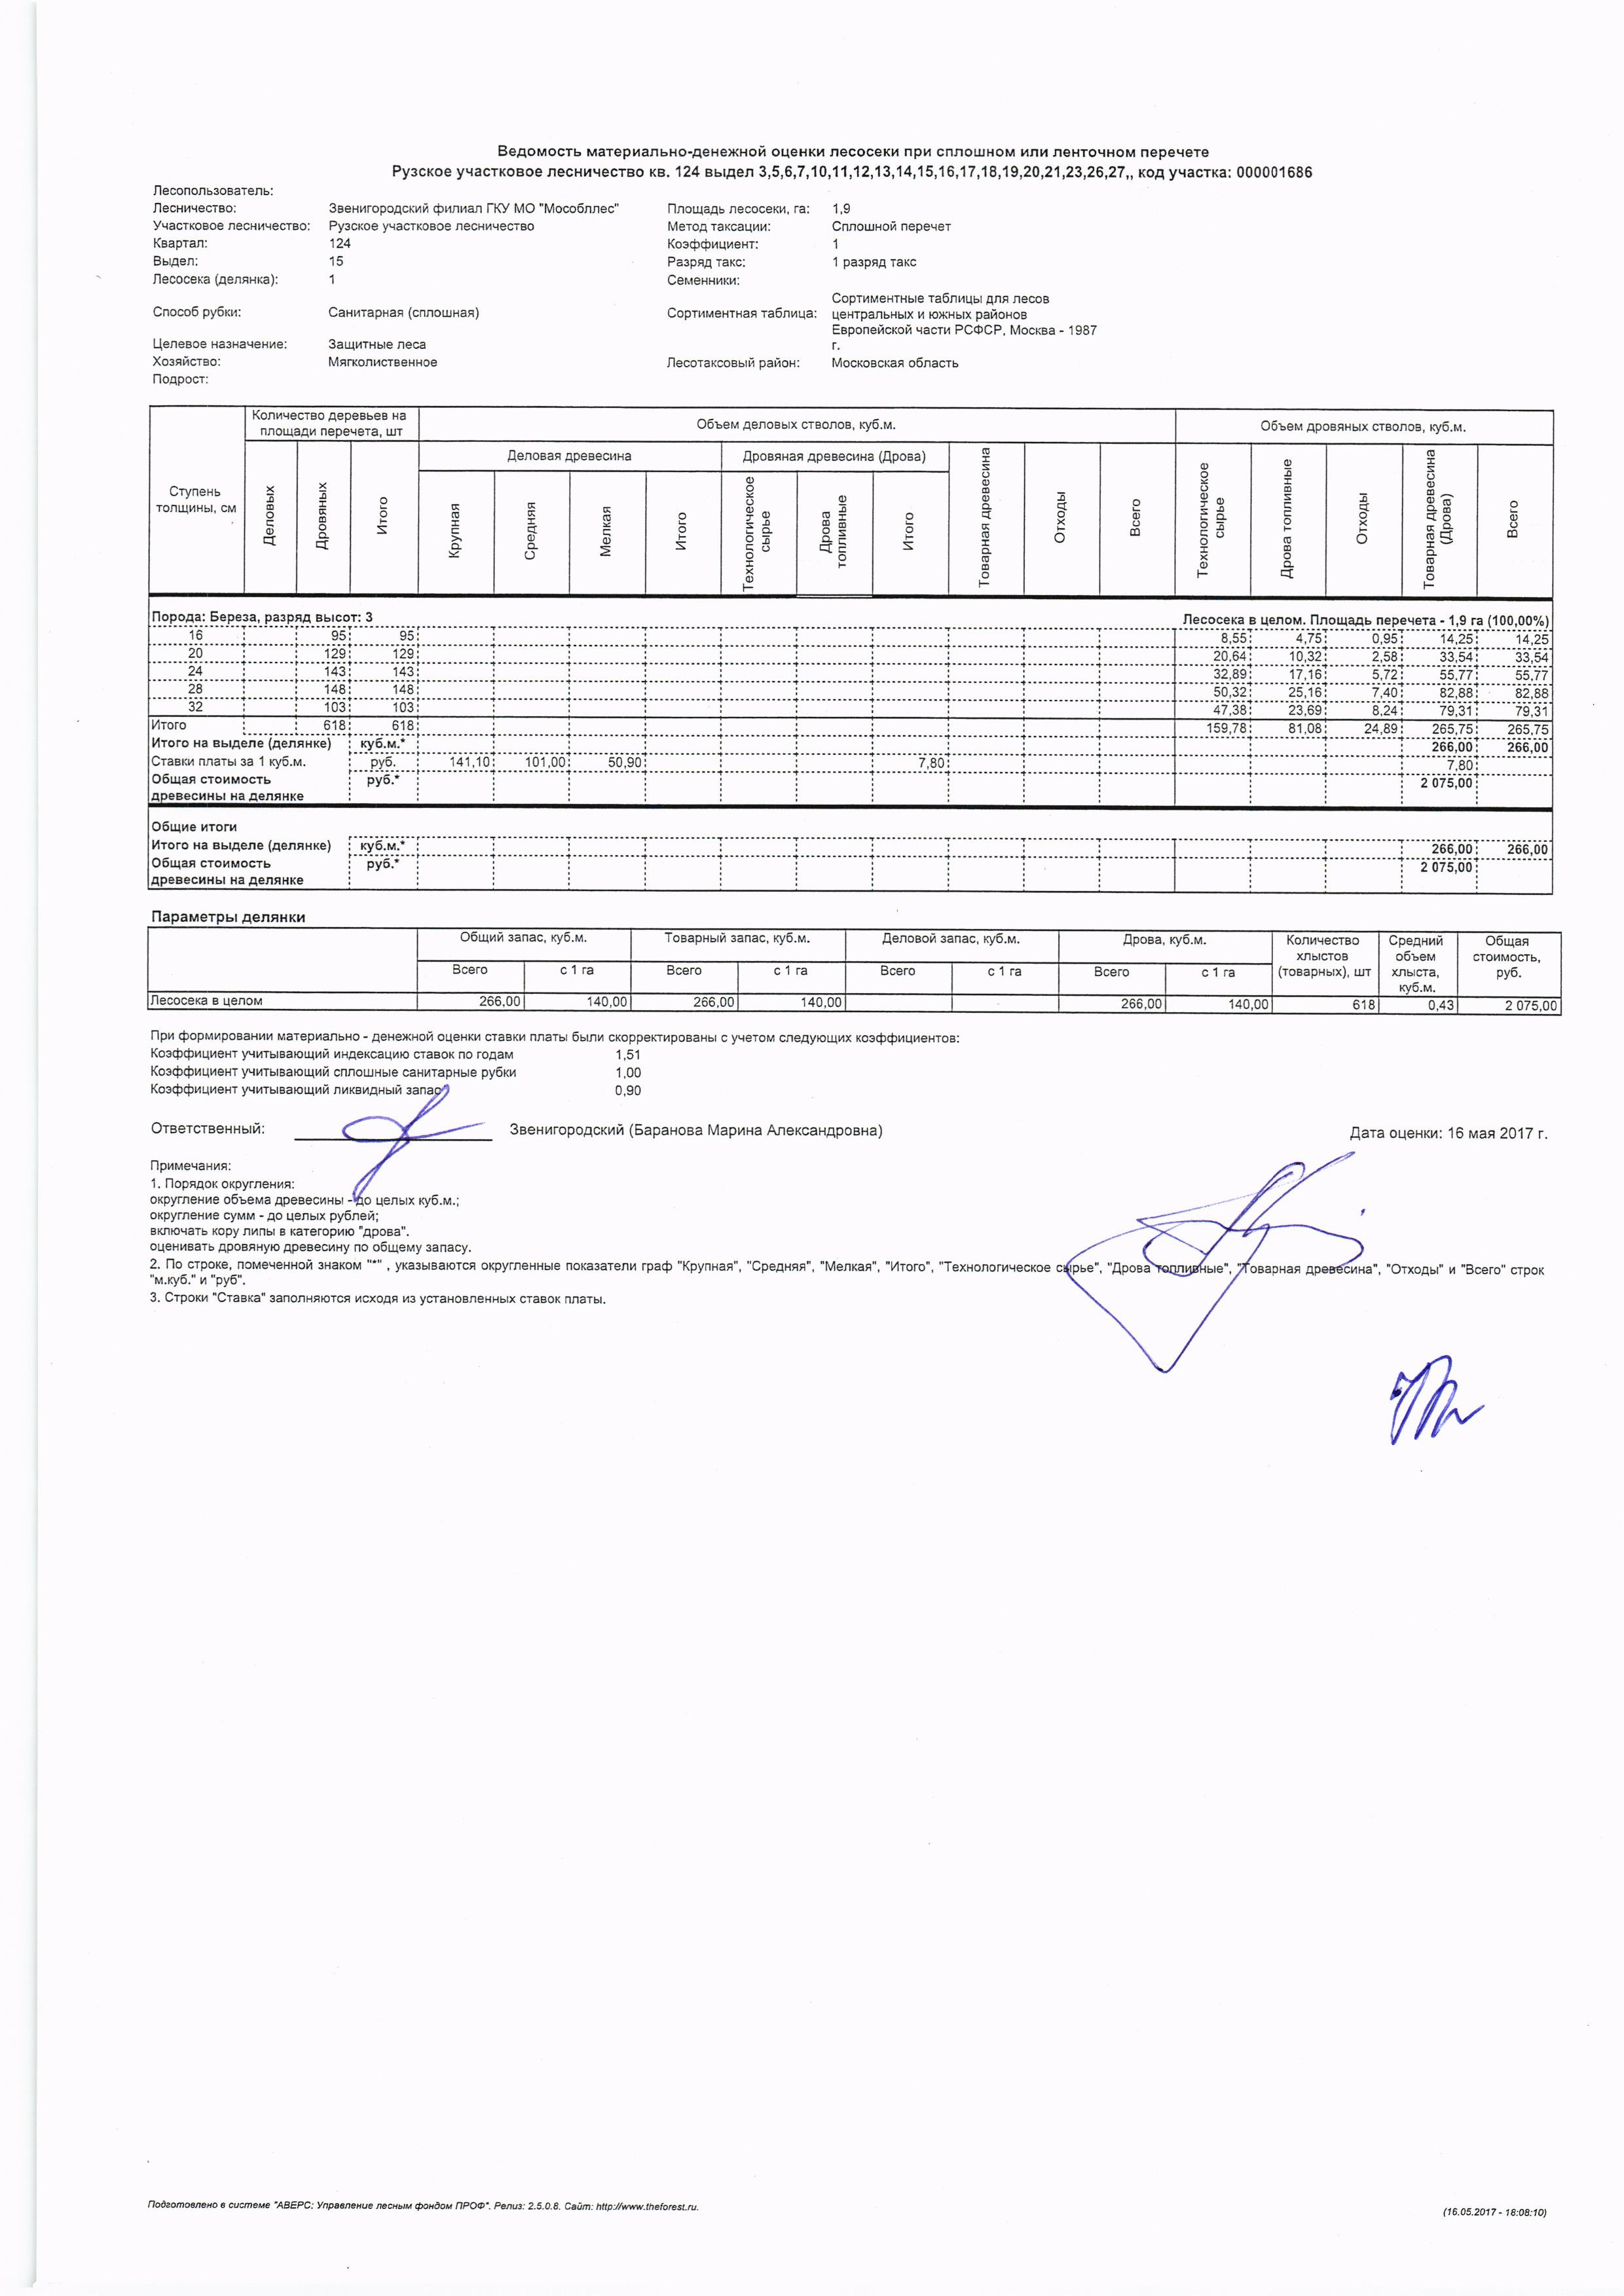 Ведомость материально-денежной оценки лесосеки при сплошном или ленточном перечете
Рузское участковое лесничество кв. 124 выдел 3,5,6,7,10,11,12,13,14,15,16,17,18,19,20,21,23,26,27,, код участка: 000001686
Лесопользователь:
Лесничество: Звенигородский филиал ГКУ МО "Мособллес" Площадь лесосеки, га: 1,9
Участковое лесничество: Рузское участковое лесничество Метод таксации: Сплошной перечет
Квартал: 124 Коэффициент: 1
Выдел: 15 Разряд такс: 1 разряд такс
Лесосека (делянка): 1 Семенники:
Способ рубки: Санитарная (сплошная) Сортиментная таблица: Сортиментные таблицы для лесов
центральных и южных районов
Европейской части РСФСР, Москва - 1987
г.
Целевое назначение: Защитные леса
Хозяйство: Мягколиственное Лесотаксовый район: Московская область
Подрост:
Ступень толщины, см
Количество деревьев на площади перечета, шт
Объем деловых стволов, куб.м.
Объем дровяных стволов, куб.м.
Деловых
Дровяных
Итого
Деловая древесина
Дровяная древесина (Дрова)
Крупная
Средняя
Мелкая
Итого
Технологическое сырье
Дрова топливные
Итого
Товарная древесина
Отходы
Всего
Технологическое сырье
Дрова топливные
Отходы
Товарная древесина (Дрова)
Всего
Порода: Береза, разряд высот: 3 Лесосека в целом. Площадь перечета - 1,9 га (100,00%)
16 95 95 8,55 4,75 0,95 14,25 14,25
20 129 129 20,64 10,32 2,58 33,54 33,54
24 143 143 32,89 17,16 5,72 55,77 55,77
28 148 148 50,32 25,16 7,40 82,88 82,88
32 103 103 47,38 23,69 8,24 79,31 79,31
Итого 618 618 159,78 81,08 24,89 265,75 265,75
Итого на выделе (делянке) куб.м.* 266,00 266,00
Ставки платы за 1 куб.м. руб. 141,10 101,00 50,90 7,80 7,80
Общая стоимость руб.* 2 075,00
древесины на делянке
Общие итоги
Итого на выделе (делянке) куб.м.* 266,00 266,00
Общая стоимость руб.* 2 075,00
древесины на делянке
Параметры делянки
Общий запас, куб.м. Товарный запас, куб.м. Деловой запас, куб.м. Дрова, куб.м. Количество хлыстов (товарных), шт Средний объем хлыста, куб.м. Общая стоимость, руб.
Всего с 1 га Всего с 1 га Всего с 1 га Всего с 1 га
Лесосека в целом 266,00 140,00 266,00 140,00 266,00 140,00 618 0,43 2 075,00
При формировании материально - денежной оценки ставки платы были скорректированы с учетом следующих коэффициентов:
Коэффициент учитывающий индексацию ставок по годам 1,51
Коэффициент учитывающий сплошные санитарные рубки 1,00
Коэффициент учитывающий ликвидный запас 0,90
Ответственный: Звенигородский (Баранова Марина Александровна) Дата оценки: 16 мая 2017 г.
Примечания:
1. Порядок округления:
округление объема древесины - до целых куб.м.;
округление сумм - до целых рублей;
включать кору липы в категорию "дрова".
оценивать дровяную древесину по общему запасу.
2. По строке, помеченной знаком "*" , указываются округленные показатели граф "Крупная", "Средняя", "Мелкая", "Итого", "Технологическое сырье", "Дрова топливные", "Товарная древесина", "Отходы" и "Всего" строк
"м.куб." и "руб".
3. Строки "Ставка" заполняются исходя из установленных ставок платы.
Подготовлено в системе "АВЕРС: Управление лесным фондом ПРОФ". Релиз: 2.5.0.8. Сайт: http://www.theforest.ru. (16.05.2017 - 16:08:10)